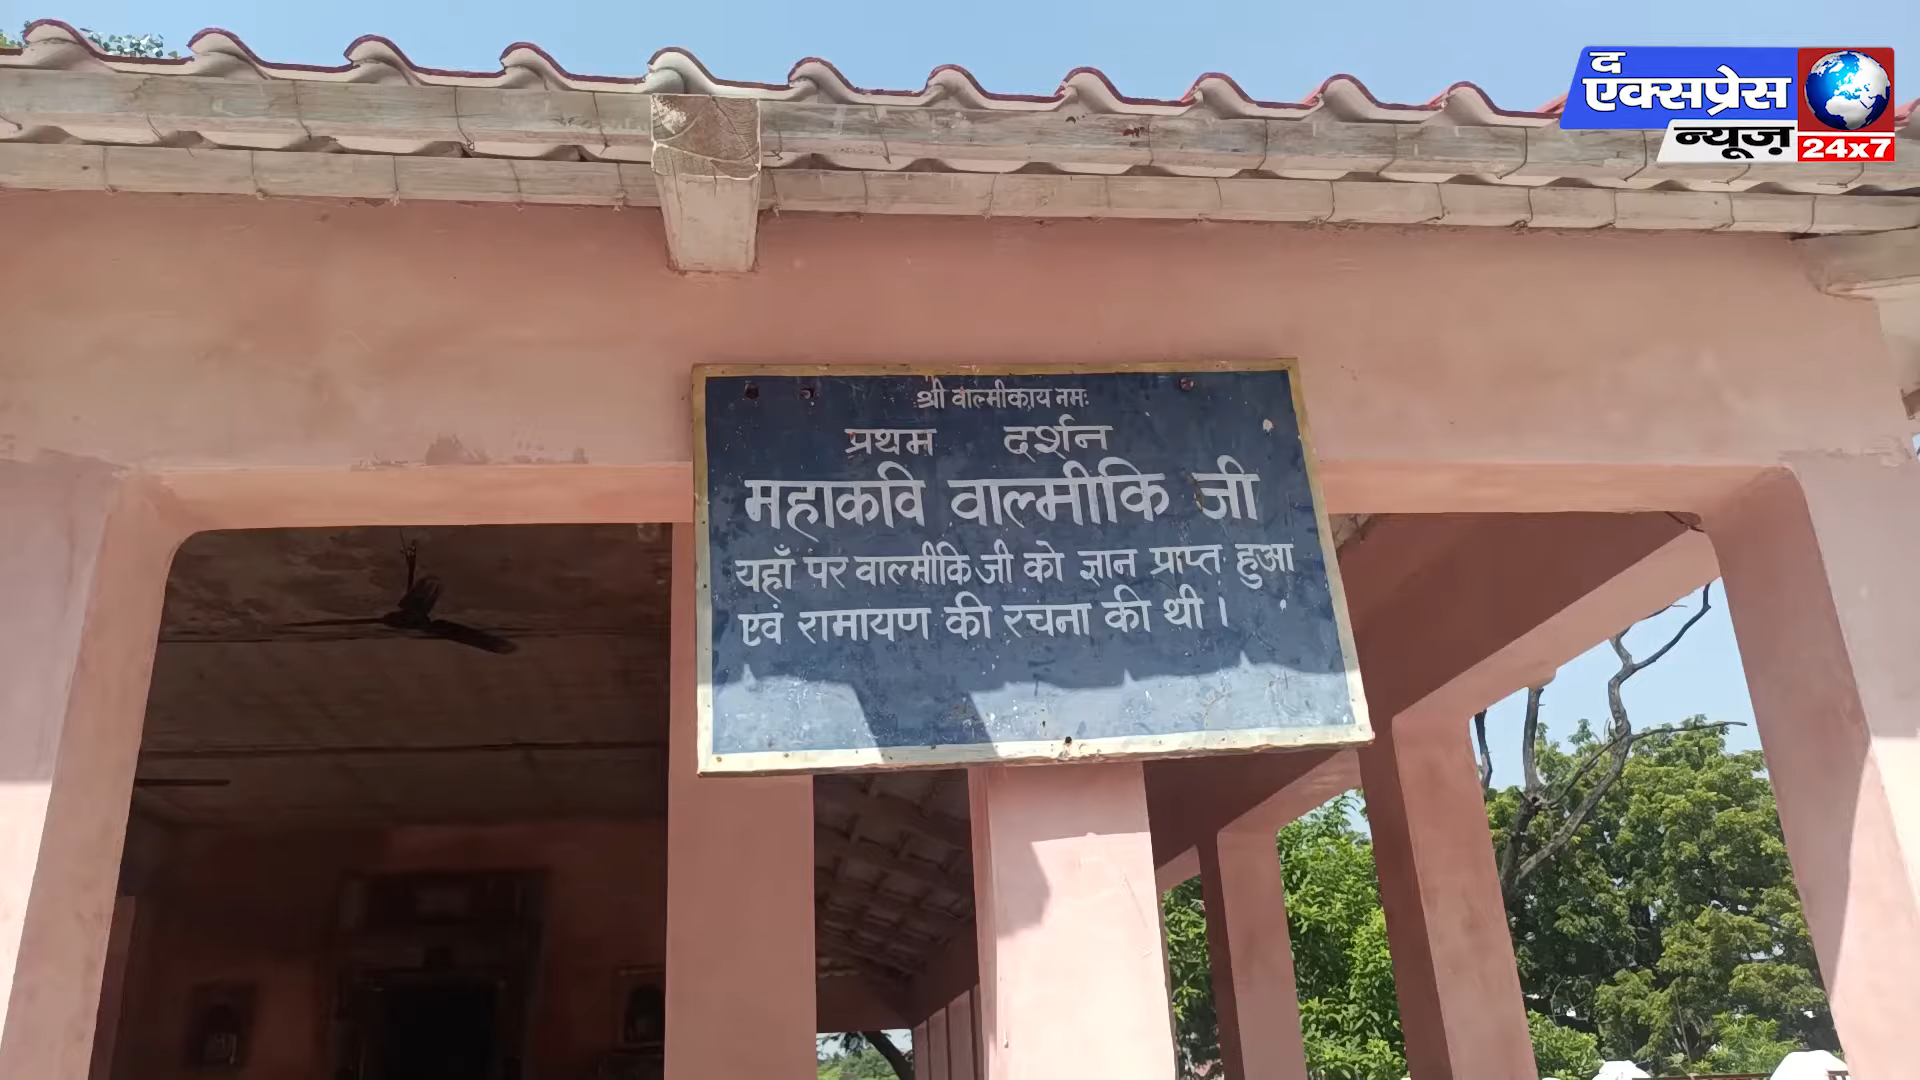 द
एक्सप्रेस
न्यूज़
24x7
श्री वाल्मीकाय नमः
प्रथम दर्शन
महाकवि वाल्मीकि जी
यहाँ पर वाल्मीकि जी को ज्ञान प्राप्त हुआ
एवं रामायण की रचना की थी।